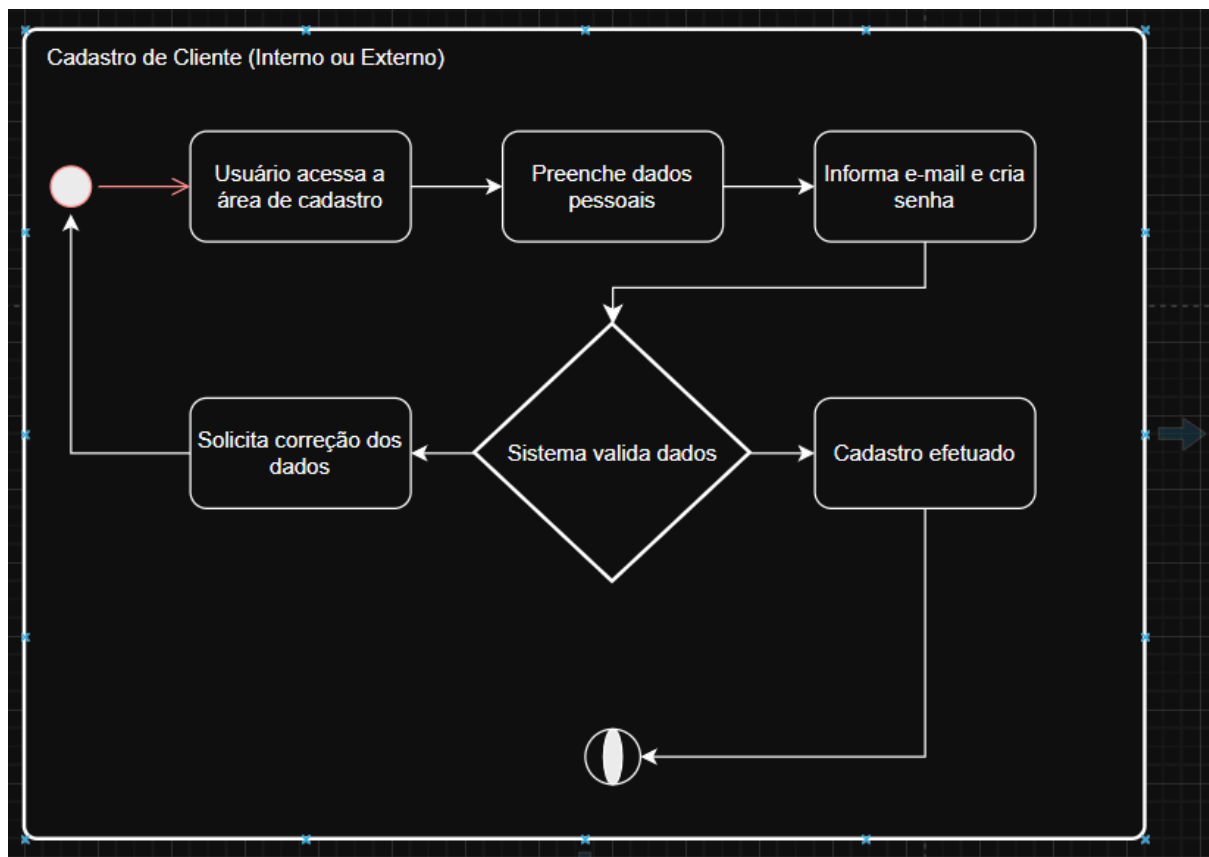 Cadastro de Cliente (Interno ou Externo)
Usuário acessa a
área de cadastro
Preenche dados
pessoais
Informa e-mail e cria
senha
Solicita correção dos
dados
Sistema valida dados
Cadastro efetuado